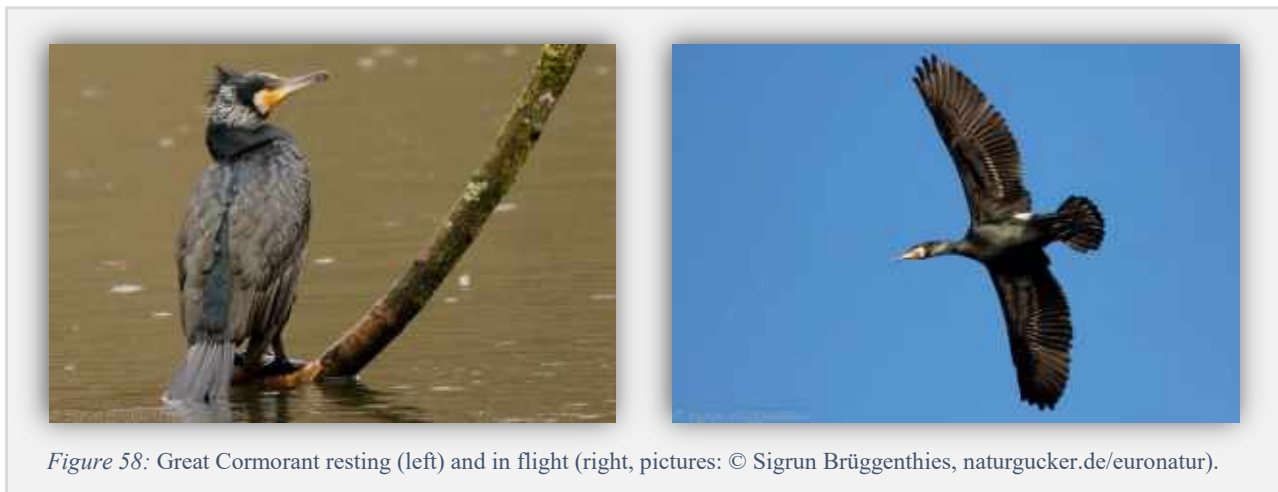 Figure 58: Great Cormorant resting (left) and in flight (right, pictures: © Sigrun Brüggenthies, naturgucker.de/euronatur).